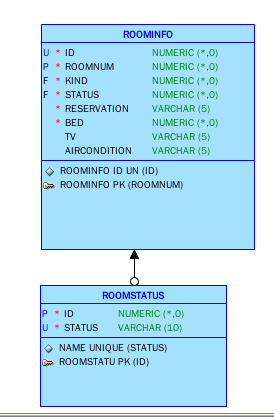 ROOMINFO
U * ID NUMERIC (*,0)
P * ROOMNUM NUMERIC (*,0)
F * KIND NUMERIC (*,0)
F * STATUS NUMERIC (*,0)
* RESERVATION VARCHAR (5)
* BED NUMERIC (*,0)
TV VARCHAR (5)
AIRCONDITION VARCHAR (5)
ROOMINFO ID UN (ID)
ROOMINFO PK (ROOMNUM)
ROOMSTATUS
P * ID NUMERIC (*,0)
U * STATUS VARCHAR (10)
NAME UNIQUE (STATUS)
ROOMSTATU PK (ID)